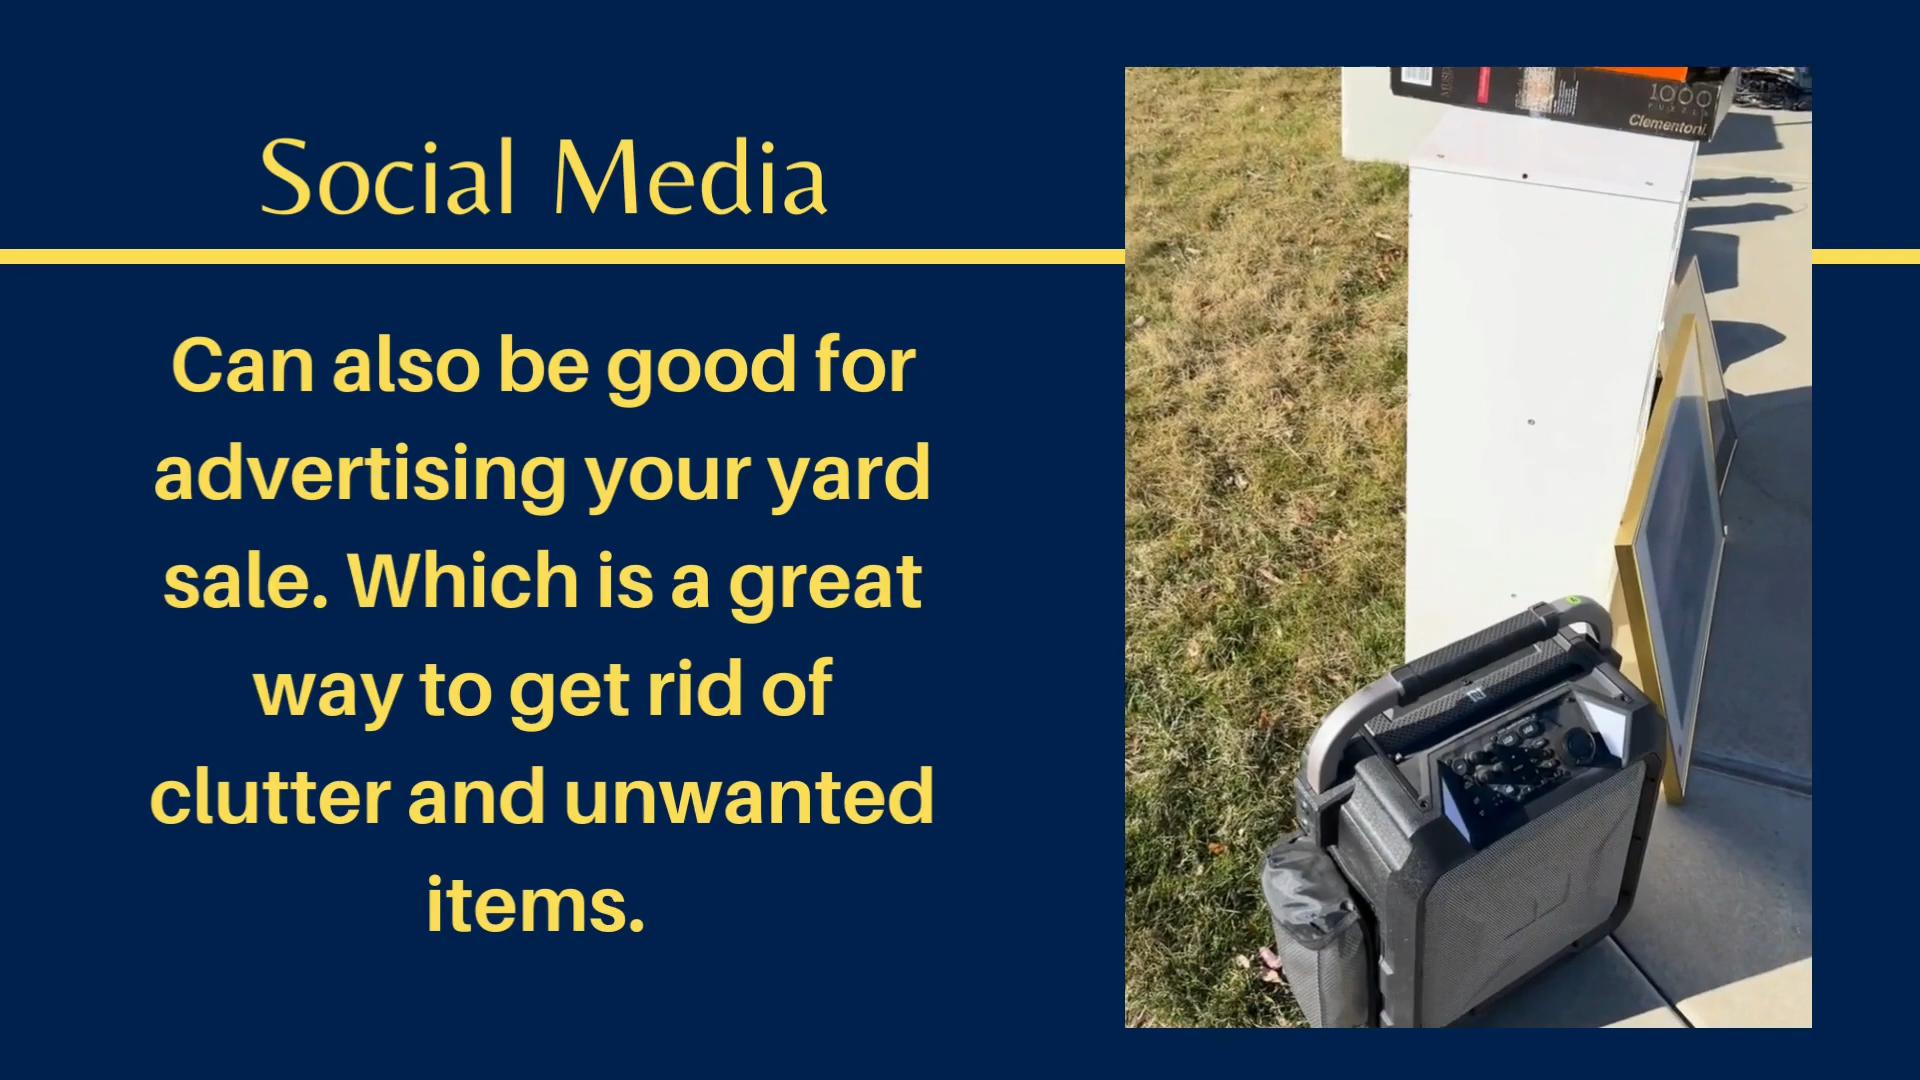 Social Media
Can also be good for
advertising your yard
sale. Which is a great
way to get rid of
clutter and unwanted
items.
1000
PUZZLE
Clementoni